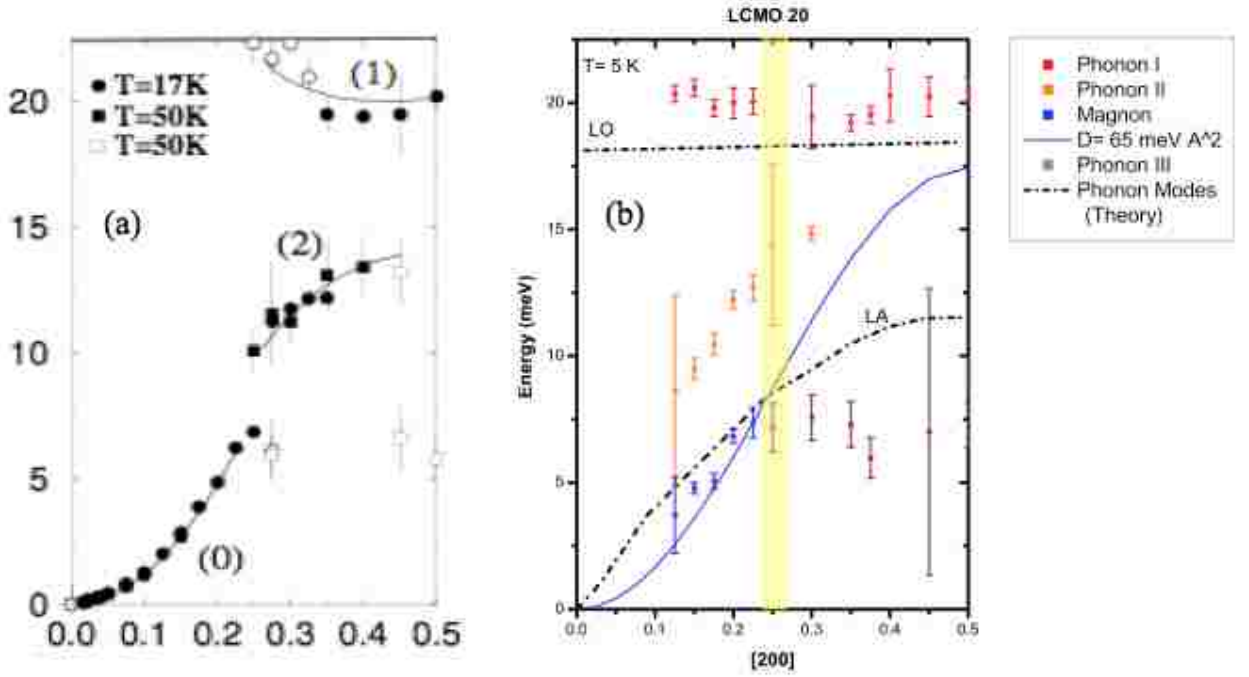 LCMO 20
20
15
10
5
0
T=17K
T=50K
T=50K
(1)
(a)
(2)
(0)
0.0 0.1 0.2 0.3 0.4 0.5
Energy (meV)
20
15
10
5
0
T= 5 K
LO
(b)
LA
0.0 0.1 0.2 0.3 0.4 0.5
[200]
Phonon I
Phonon II
Magnon
D= 65 meV A^2
Phonon III
Phonon Modes
(Theory)